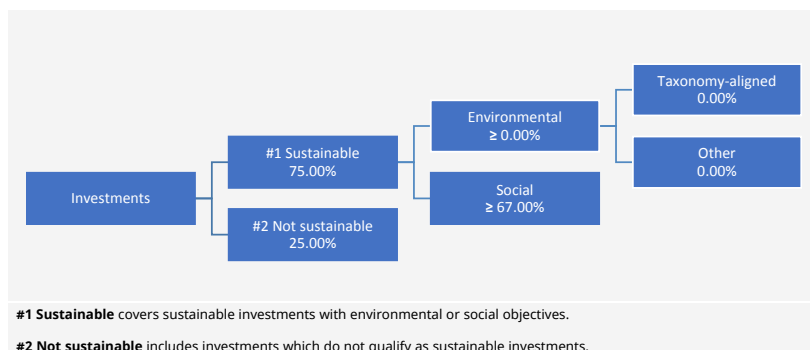 Taxonomy-aligned
0.00%
Environmental
≥ 0.00%
#1 Sustainable
75.00%
Other
0.00%
Investments
Social
≥ 67.00%
#2 Not sustainable
25.00%
#1 Sustainable covers sustainable investments with environmental or social objectives.
#2 Not sustainable includes investments which do not qualify as sustainable investments.